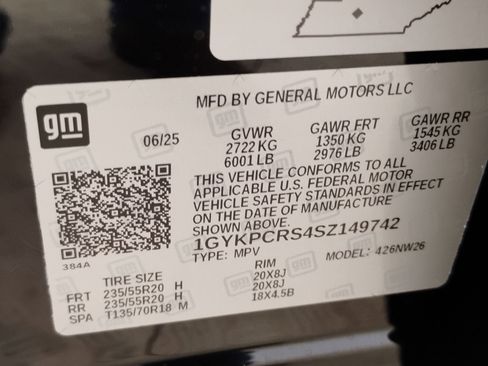 MFD BY GENERAL MOTORS LLC
gm
06/25 GVWR GAWR FRT GAWR RR
2722 KG 1350 KG 1545 KG
6001 LB 2976 LB 3406 LB
THIS VEHICLE CONFORMS TO ALL
APPLICABLE U.S. FEDERAL MOTOR
VEHICLE SAFETY STANDARDS IN EFFECT
ON THE DATE OF MANUFACTURE
SHOWN ABOVE.
1GYKPCRS4SZ149742
TYPE: MPV MODEL: 426NW26
384A
TIRE SIZE RIM
FRT 235/55R20 H 20X8J
RR 235/55R20 H 20X8J
SPA T135/70R18 M 18X4.5B